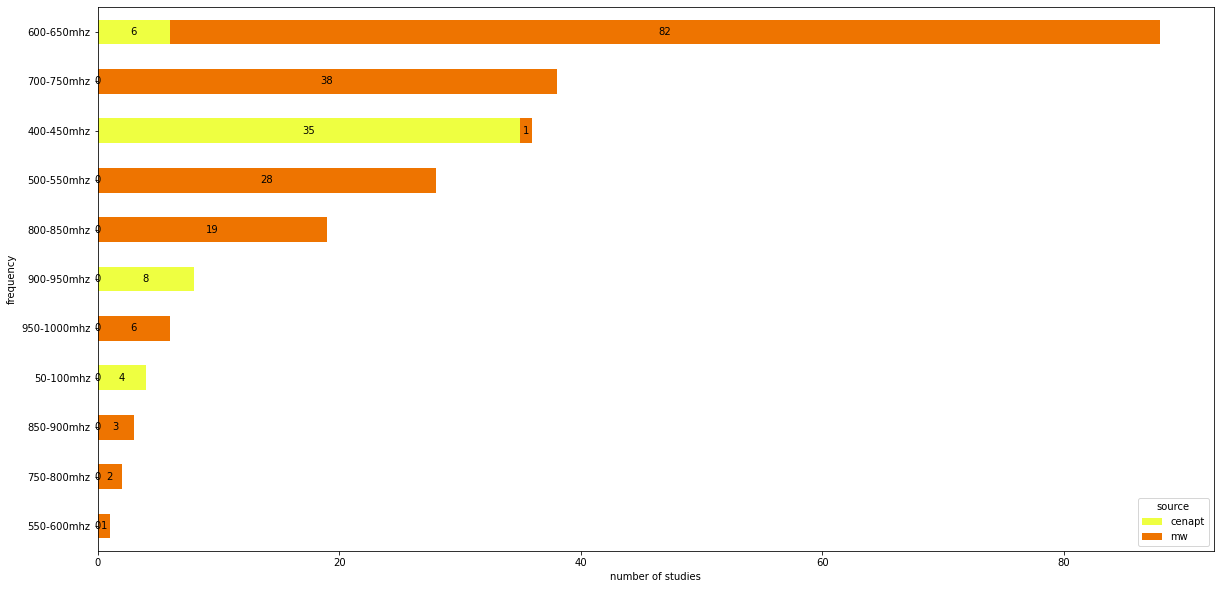 600-650mhz 6 82
700-750mhz 0 38
400-450mhz 35 1
500-550mhz 0 28
800-850mhz 0 19
900-950mhz 0 8
950-1000mhz 0 6
50-100mhz 0 4
850-900mhz 0 3
750-800mhz 0 2
550-600mhz 0 1
frequency
source
cenapt
mw
0 20 40 60 80
number of studies